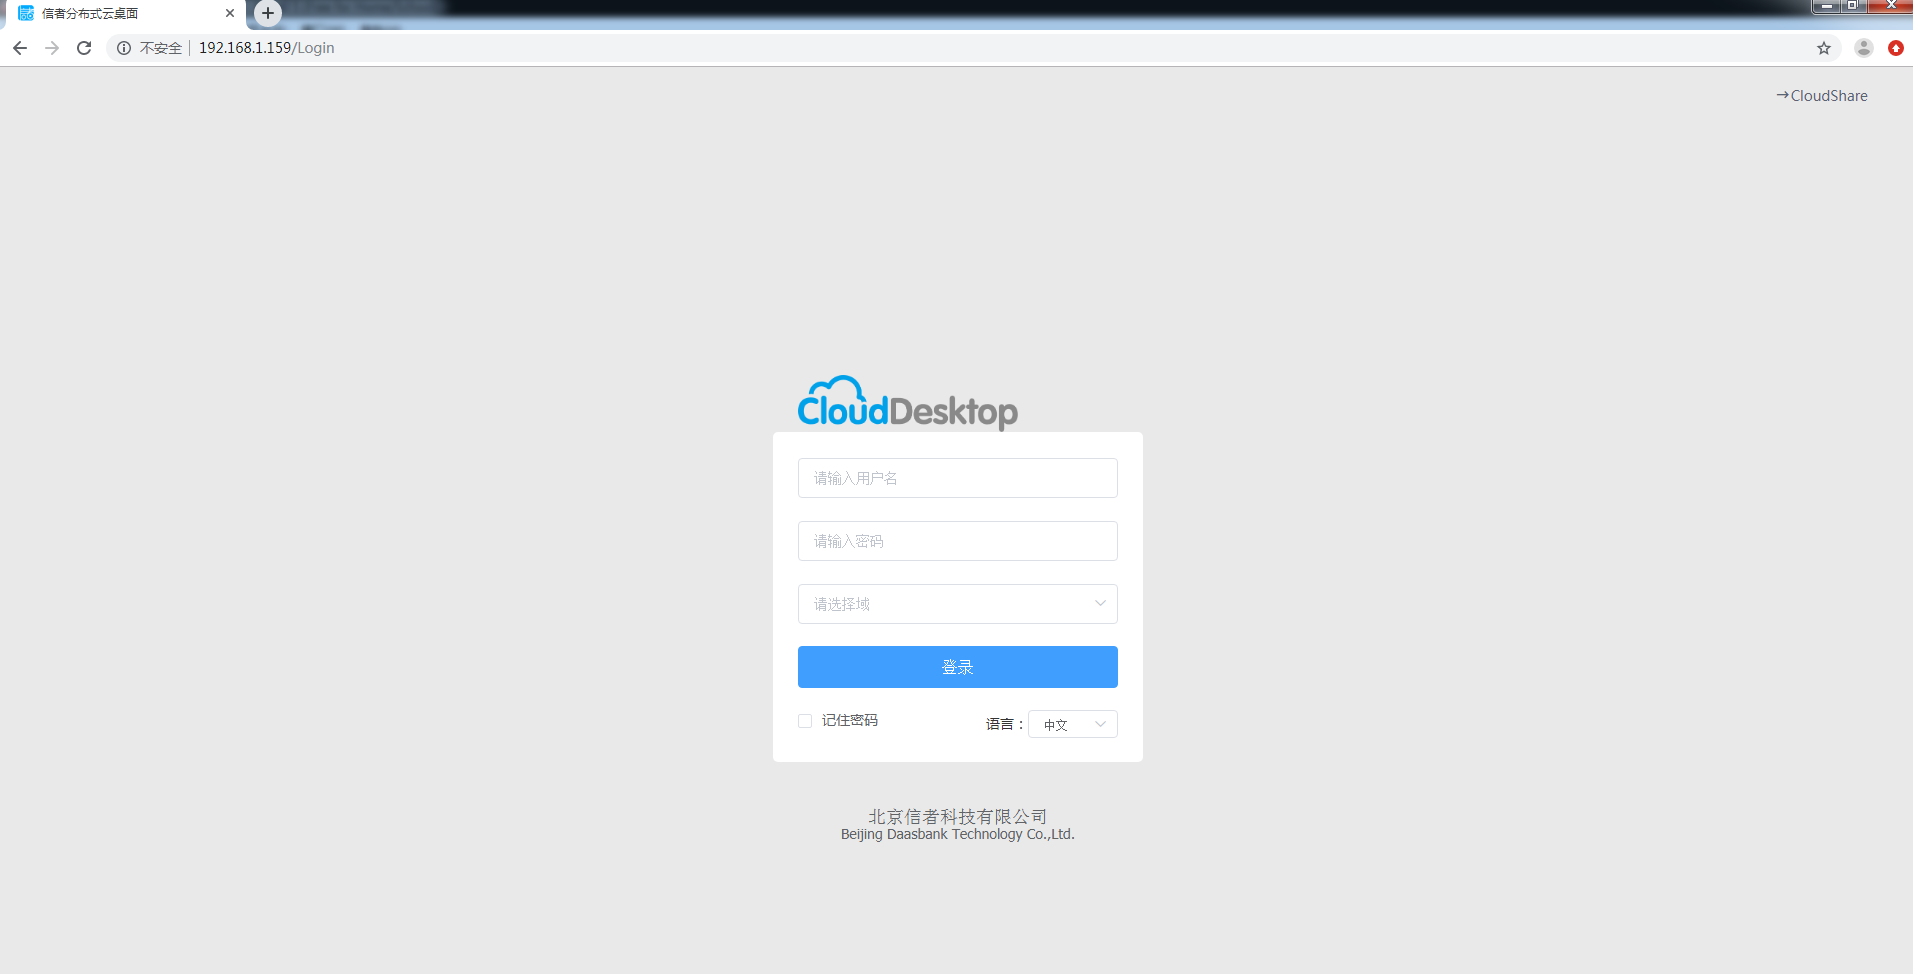 信者分布式云桌面
不安全 192.168.1.159/Login
→CloudShare
CloudDesktop
请输入用户名
请输入密码
请选择域
登录
记住密码 语言： 中文
北京信者科技有限公司
Beijing Daasbank Technology Co.,Ltd.